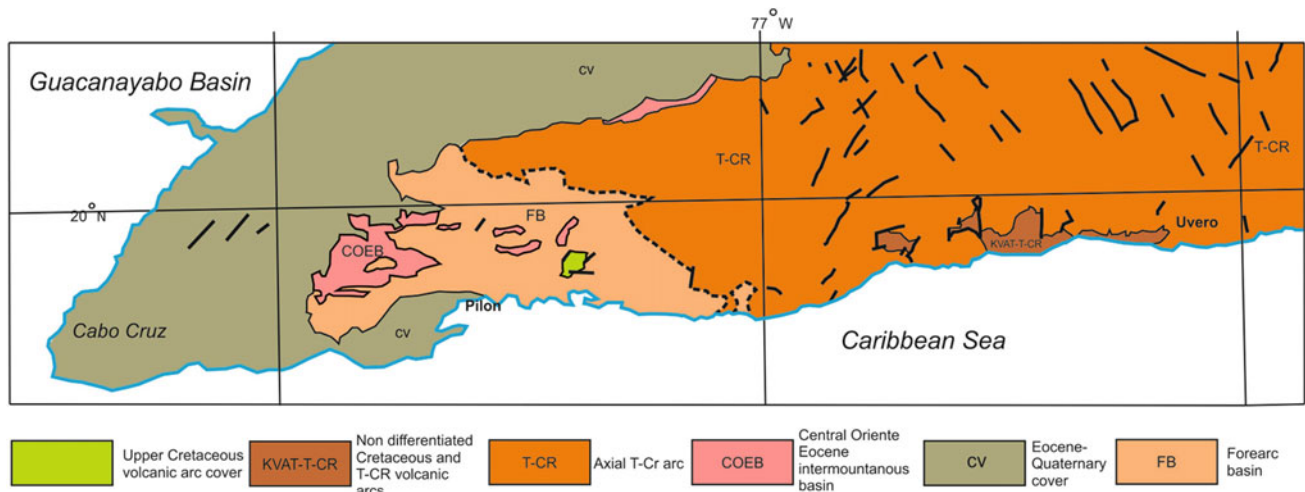 77°W
Guacanayabo Basin
cv
T-CR
T-CR
20°N
FB
Uvero
COEB
KVAT-T-CR
Pilon
Cabo Cruz
cv
Caribbean Sea
Upper Cretaceous
volcanic arc cover
KVAT-T-CR
Non differentiated
Cretaceous and
T-CR volcanic
arcs
T-CR
Axial T-Cr arc
COEB
Central Oriente
Eocene
intermountanous
basin
cv
Eocene-
Quaternary
cover
FB
Forearc
basin